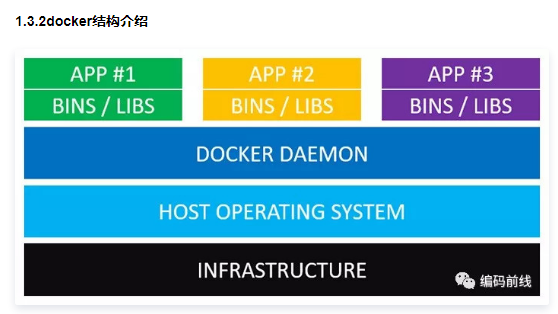 1.3.2docker结构介绍
APP #1 APP #2 APP #3
BINS / LIBS BINS / LIBS BINS / LIBS
DOCKER DAEMON
HOST OPERATING SYSTEM
INFRASTRUCTURE
编码前线